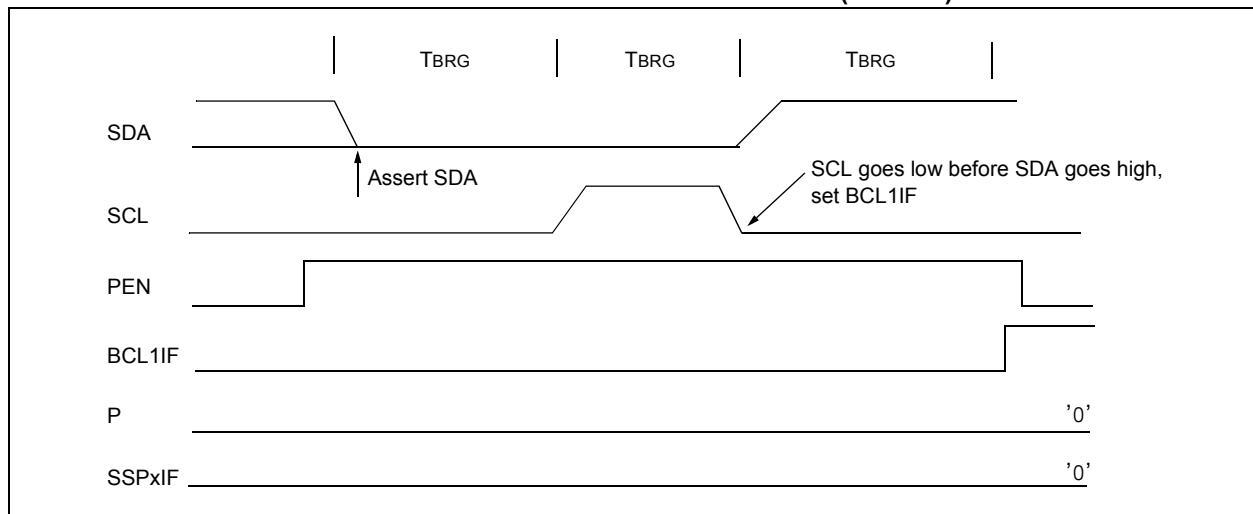 TBRG TBRG TBRG
SDA
Assert SDA
SCL goes low before SDA goes high,
set BCL1IF
SCL
PEN
BCL1IF
P
'0'
SSPxIF
'0'